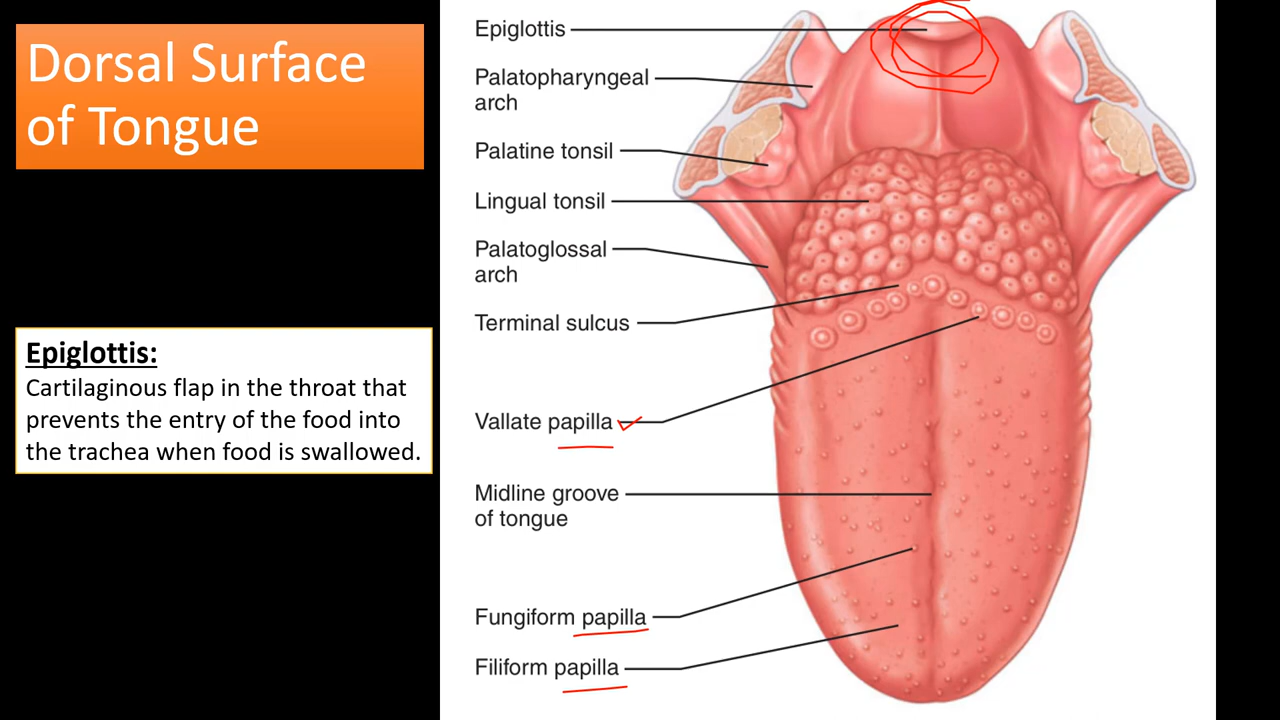 Dorsal Surface
of Tongue
Epiglottis:
Cartilaginous flap in the throat that
prevents the entry of the food into
the trachea when food is swallowed.
Epiglottis
Palatopharyngeal
arch
Palatine tonsil
Lingual tonsil
Palatoglossal
arch
Terminal sulcus
Vallate papilla
Midline groove
of tongue
Fungiform papilla
Filiform papilla